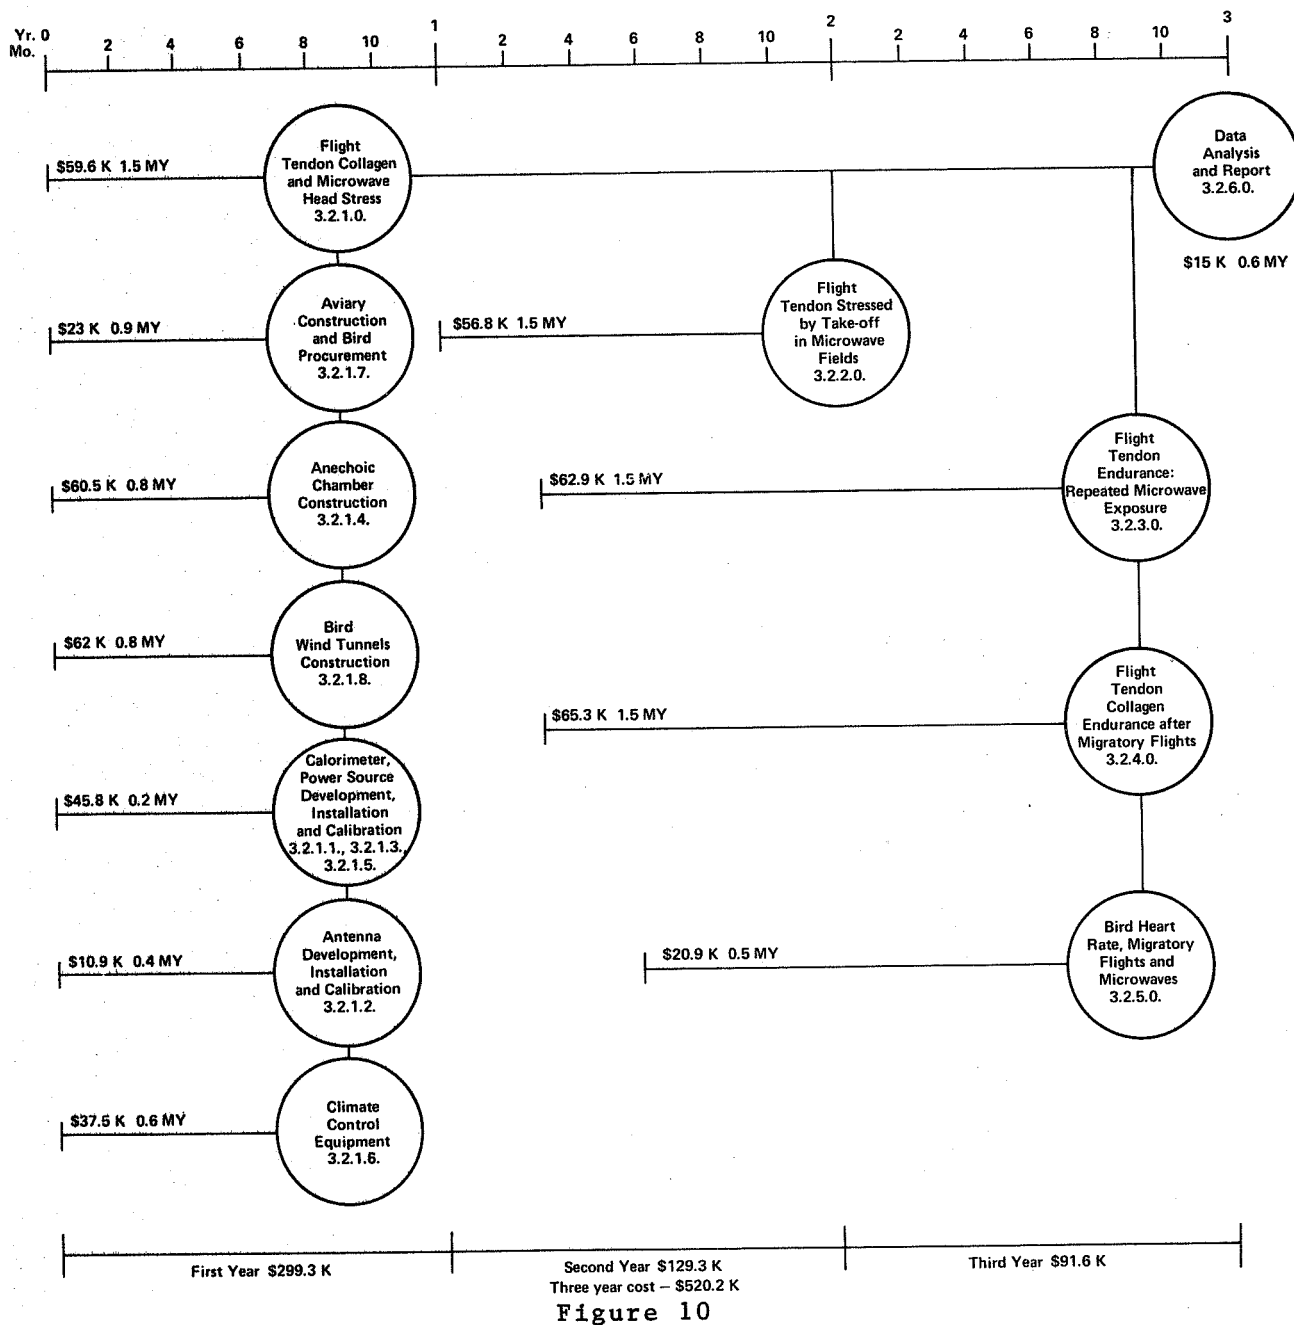 Yr. 0 1 2 3
Mo. 2 4 6 8 10 2 4 6 8 10 2 4 6 8 10
$59.6 K 1.5 MY
Flight
Tendon Collagen
and Microwave
Head Stress
3.2.1.0.
Data
Analysis
and Report
3.2.6.0.
$15 K 0.6 MY
$23 K 0.9 MY
Aviary
Construction
and Bird
Procurement
3.2.1.7.
$56.8 K 1.5 MY
Flight
Tendon Stressed
by Take-off
in Microwave
Fields
3.2.2.0.
$60.5 K 0.8 MY
Anechoic
Chamber
Construction
3.2.1.4.
$62.9 K 1.5 MY
Flight
Tendon
Endurance:
Repeated Microwave
Exposure
3.2.3.0.
$62 K 0.8 MY
Bird
Wind Tunnels
Construction
3.2.1.8.
$65.3 K 1.5 MY
Flight
Tendon
Collagen
Endurance after
Migratory Flights
3.2.4.0.
$45.8 K 0.2 MY
Calorimeter,
Power Source
Development,
Installation
and Calibration
3.2.1.1., 3.2.1.3.,
3.2.1.5.
$10.9 K 0.4 MY
Antenna
Development,
Installation
and Calibration
3.2.1.2.
$20.9 K 0.5 MY
Bird Heart
Rate, Migratory
Flights and
Microwaves
3.2.5.0.
$37.5 K 0.6 MY
Climate
Control
Equipment
3.2.1.6.
First Year $299.3 K
Second Year $129.3 K
Third Year $91.6 K
Three year cost — $520.2 K
Figure 10